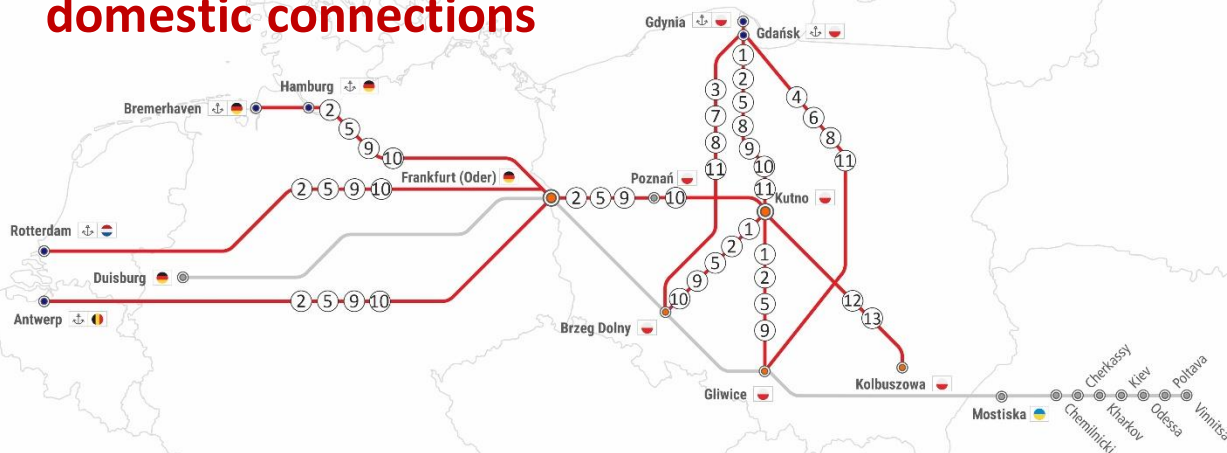 domestic connections
Gdynia
Gdańsk
Hamburg
Bremerhaven
1
2
5
8
9
10
11
3
7
8
11
4
6
8
11
2
5
9
10
Frankfurt (Oder)
Poznań
Kutno
2 5 9 10
2 5 9 10
Rotterdam
Duisburg
Antwerp
2 5 9 10
1
2
5
9
10
1
2
5
9
12
13
Brzeg Dolny
Gliwice
Kolbuszowa
Mostiska
Chemilnicki
Cherkassy
Kharkov
Kiev
Odessa
Poltava
Vinnitsa